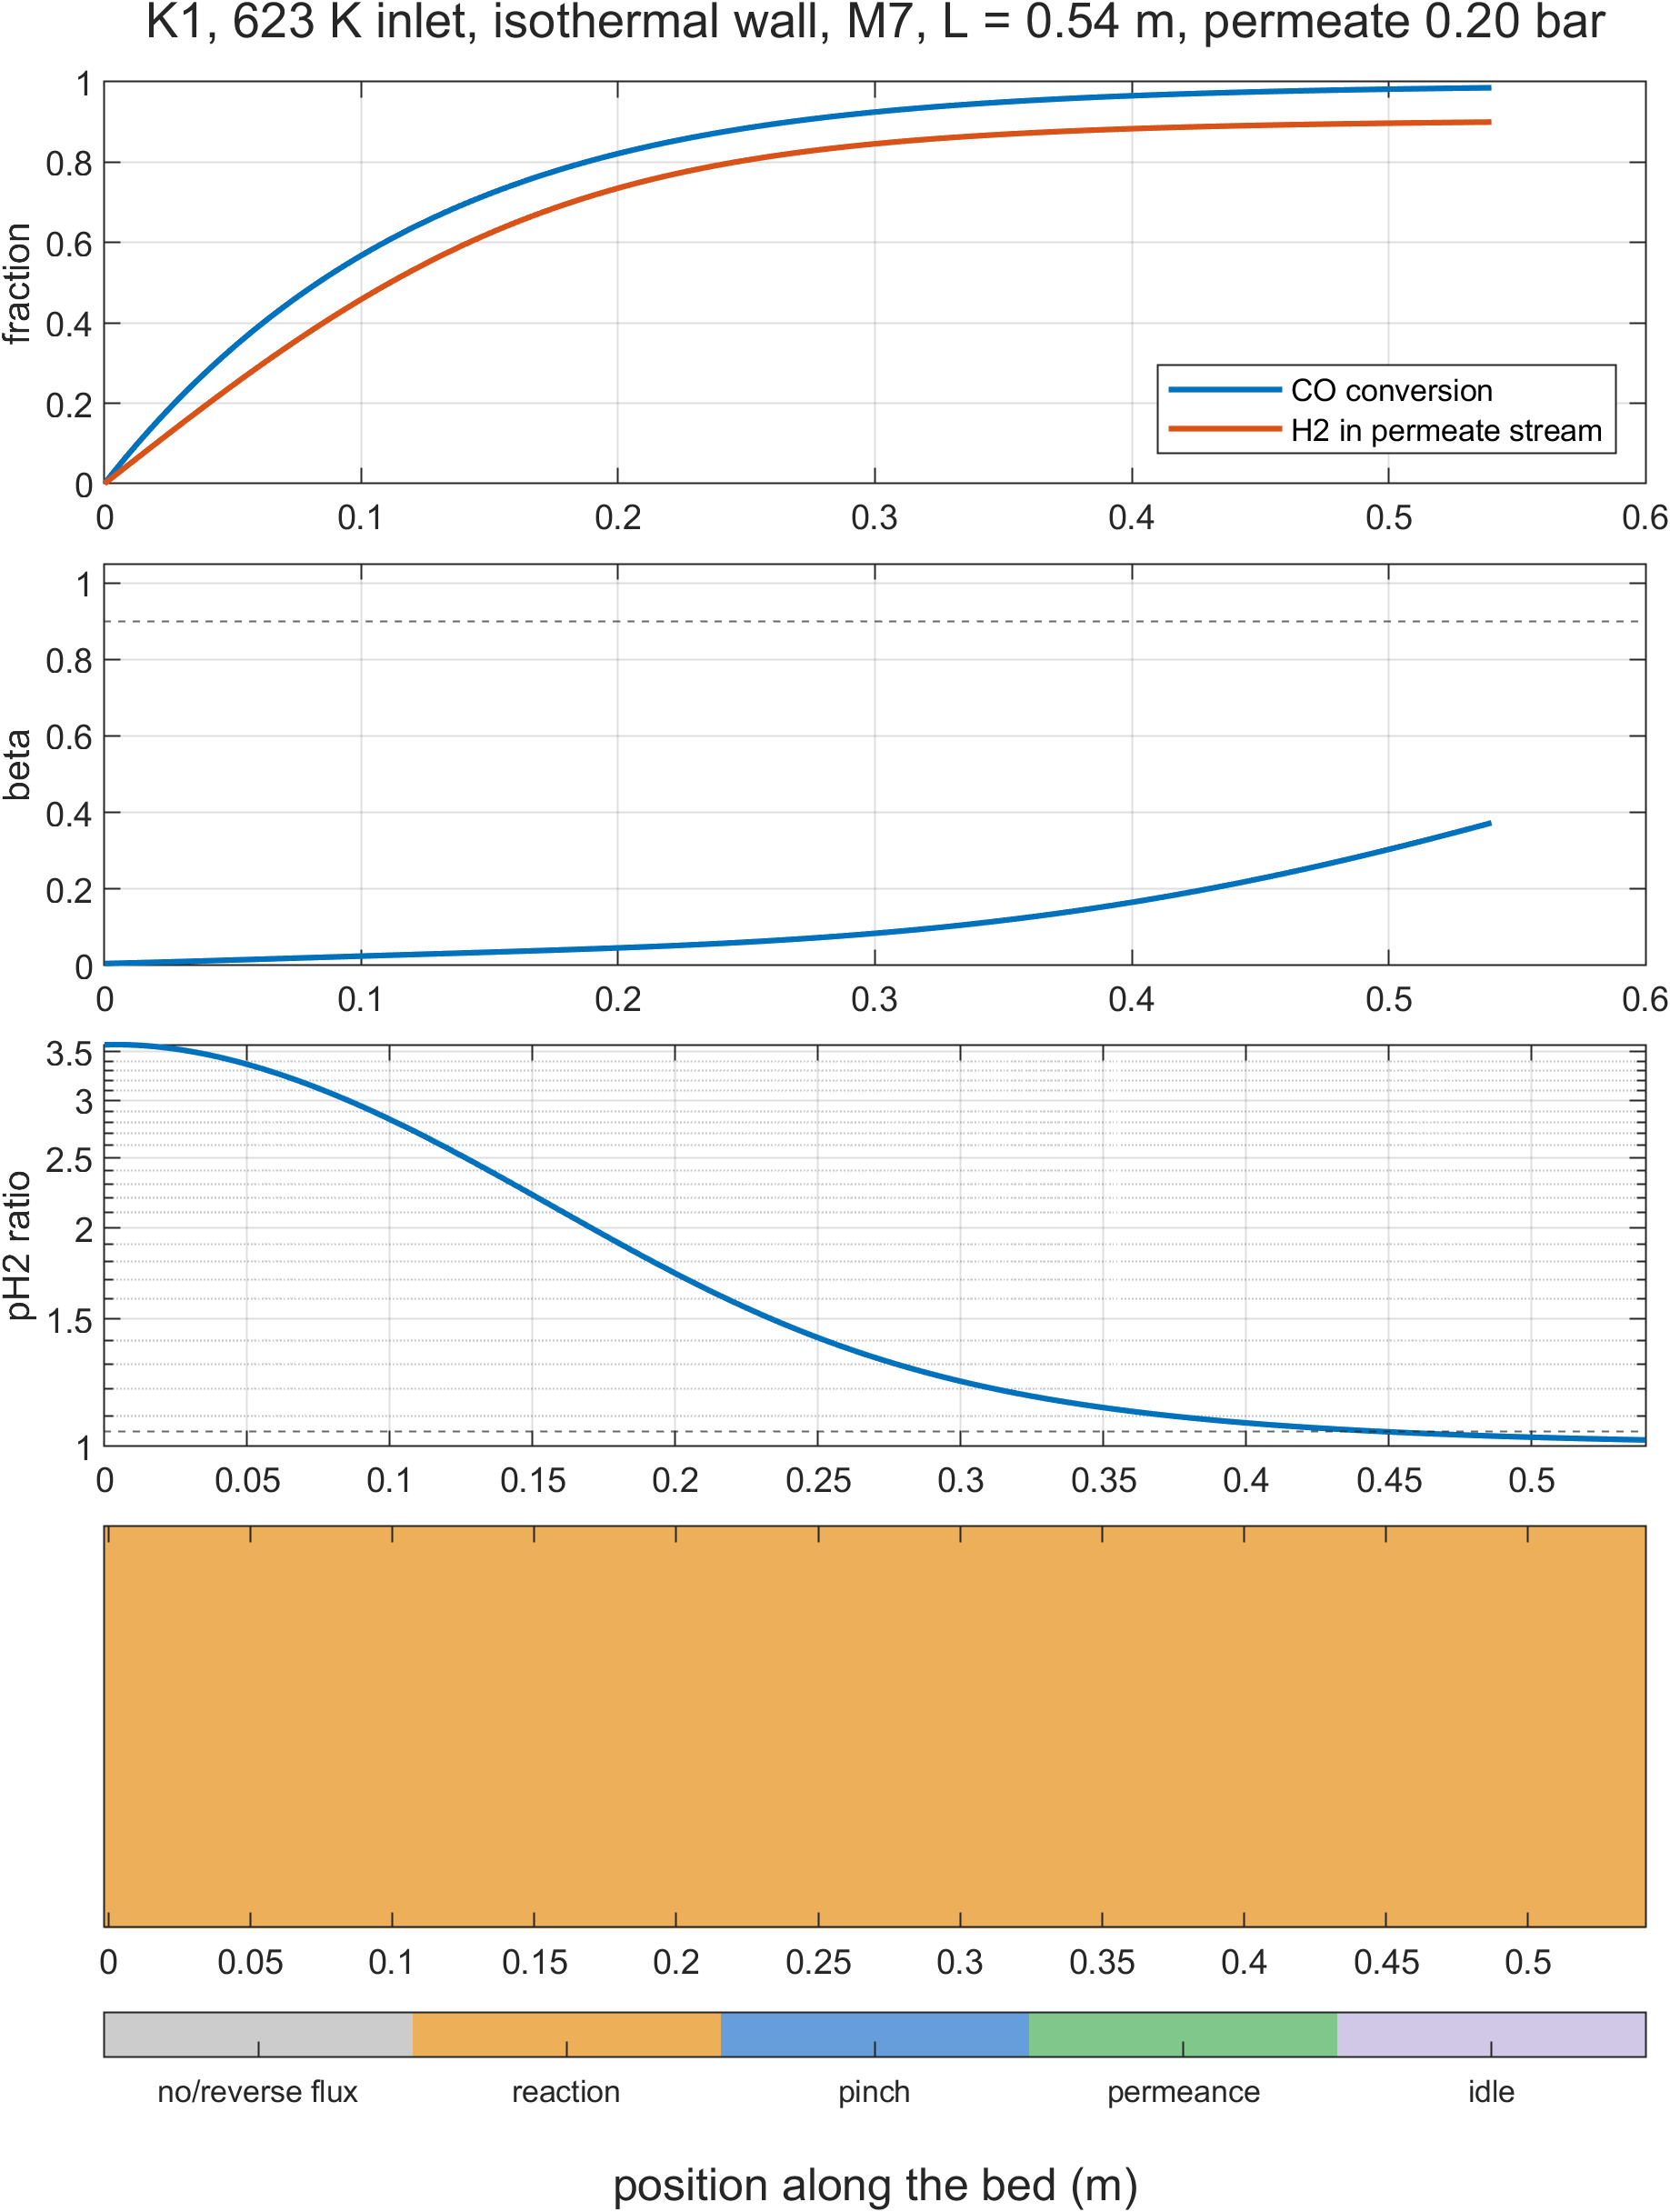 K1, 623 K inlet, isothermal wall, M7, L = 0.54 m, permeate 0.20 bar
1
0.8
0.6
0.4
0.2
0
fraction
CO conversion
H2 in permeate stream
0 0.1 0.2 0.3 0.4 0.5 0.6
1
0.8
0.6
0.4
0.2
0
beta
0 0.1 0.2 0.3 0.4 0.5 0.6
3.5
3
2.5
2
1.5
1
pH2 ratio
0 0.05 0.1 0.15 0.2 0.25 0.3 0.35 0.4 0.45 0.5
0 0.05 0.1 0.15 0.2 0.25 0.3 0.35 0.4 0.45 0.5
no/reverse flux reaction pinch permeance idle
position along the bed (m)